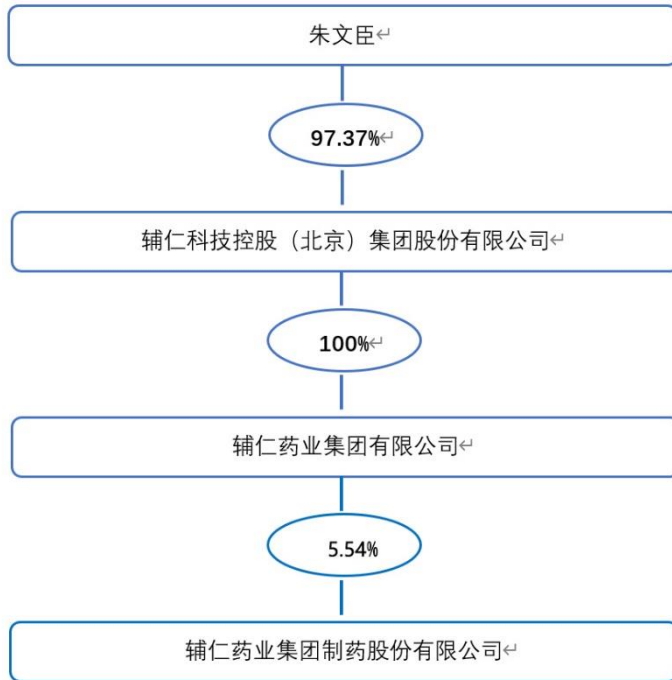 朱文臣
97.37%
辅仁科技控股（北京）集团股份有限公司
100%
辅仁药业集团有限公司
5.54%
辅仁药业集团制药股份有限公司